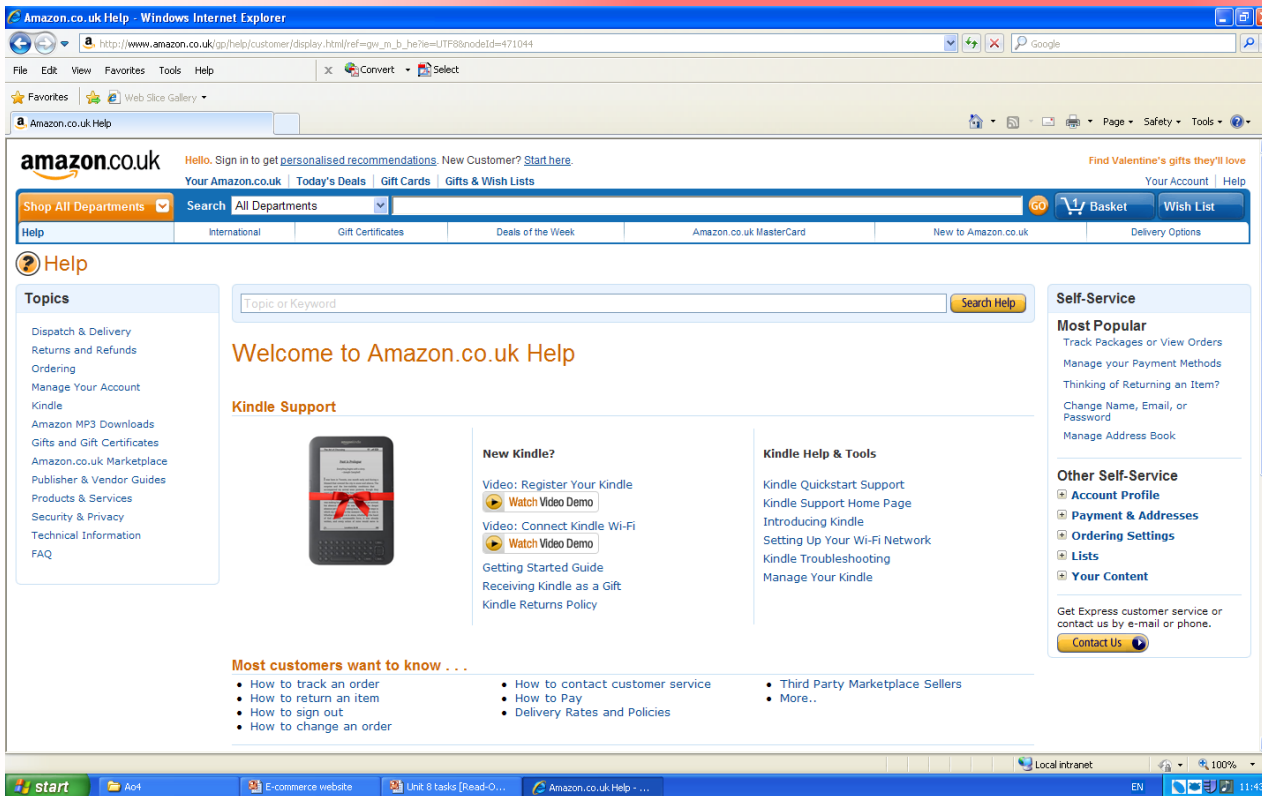 Amazon.co.uk Help - Windows Internet Explorer
http://www.amazon.co.uk/gp/help/customer/display.html/ref=gw_m_b_he?ie=UTF8&nodeId=471044
Google
File Edit View Favorites Tools Help
x Convert Select
Favorites Web Slice Gallery
Amazon.co.uk Help
Page Safety Tools
amazon.co.uk
Hello. Sign in to get personalised recommendations. New Customer? Start here.
Find Valentine's gifts they'll love
Your Amazon.co.uk Today's Deals Gift Cards Gifts & Wish Lists
Your Account Help
Shop All Departments Search All Departments GO Basket Wish List
Help International Gift Certificates Deals of the Week Amazon.co.uk MasterCard New to Amazon.co.uk Delivery Options
? Help
Topics
Dispatch & Delivery
Returns and Refunds
Ordering
Manage Your Account
Kindle
Amazon MP3 Downloads
Gifts and Gift Certificates
Amazon.co.uk Marketplace
Publisher & Vendor Guides
Products & Services
Security & Privacy
Technical Information
FAQ
Topic or Keyword
Search Help
Welcome to Amazon.co.uk Help
Kindle Support
New Kindle?
Video: Register Your Kindle
Watch Video Demo
Video: Connect Kindle Wi-Fi
Watch Video Demo
Getting Started Guide
Receiving Kindle as a Gift
Kindle Returns Policy
Kindle Help & Tools
Kindle Quickstart Support
Kindle Support Home Page
Introducing Kindle
Setting Up Your Wi-Fi Network
Kindle Troubleshooting
Manage Your Kindle
Self-Service
Most Popular
Track Packages or View Orders
Manage your Payment Methods
Thinking of Returning an Item?
Change Name, Email, or
Password
Manage Address Book
Other Self-Service
Account Profile
Payment & Addresses
Ordering Settings
Lists
Your Content
Get Express customer service or
contact us by e-mail or phone.
Contact Us
Most customers want to know . . .
• How to track an order
• How to return an item
• How to sign out
• How to change an order
• How to contact customer service
• How to Pay
• Delivery Rates and Policies
• Third Party Marketplace Sellers
• More..
Local intranet 100%
start Ao4 E-commerce website Unit 8 tasks [Read-O... Amazon.co.uk Help - ... EN 11:43